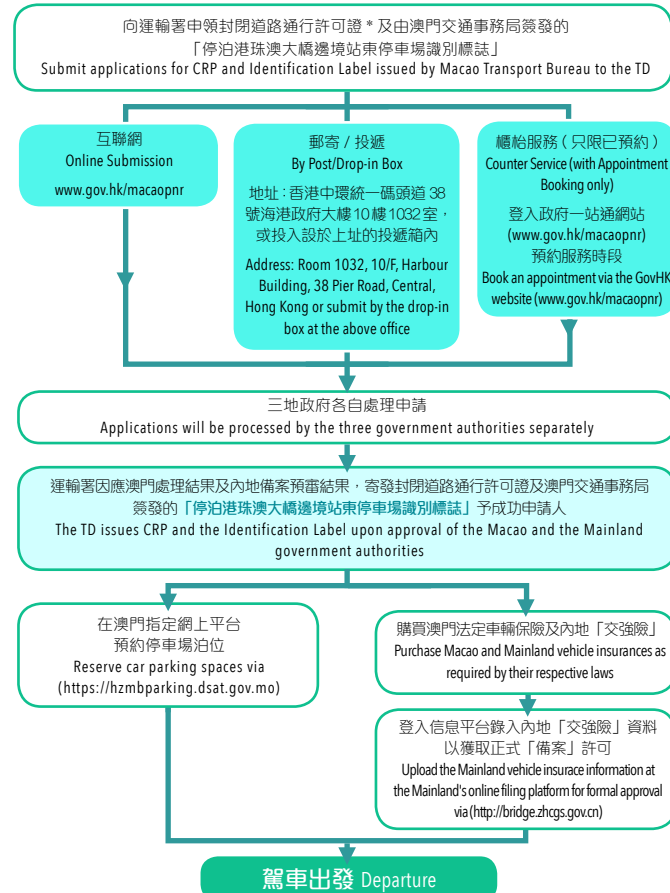 向運輸署申領封閉道路通行許可證 * 及由澳門交通事務局簽發的
「停泊港珠澳大橋邊境站東停車場識別標誌」
Submit applications for CRP and Identification Label issued by Macao Transport Bureau to the TD
互聯網
Online Submission
www.gov.hk/macaopnr
郵寄 / 投遞
By Post/Drop-in Box
地址：香港中環統一碼頭道 38
號海港政府大樓 10 樓 1032 室，
或投入設於上址的投遞箱內
Address: Room 1032, 10/F, Harbour
Building, 38 Pier Road, Central,
Hong Kong or submit by the drop-in
box at the above office
櫃枱服務（只限已預約）
Counter Service (with Appointment
Booking only)
登入政府一站通網站
(www.gov.hk/macaopnr)
預約服務時段
Book an appointment via the GovHK
website (www.gov.hk/macaopnr)
三地政府各自處理申請
Applications will be processed by the three government authorities separately
運輸署因應澳門處理結果及內地備案預審結果，寄發封閉道路通行許可證及澳門交通事務局
簽發的「停泊港珠澳大橋邊境站東停車場識別標誌」予成功申請人
The TD issues CRP and the Identification Label upon approval of the Macao and the Mainland
government authorities
在澳門指定網上平台
預約停車場泊位
Reserve car parking spaces via
(https://hzmbparking.dsat.gov.mo)
購買澳門法定車輛保險及內地「交強險」
Purchase Macao and Mainland vehicle insurances as
required by their respective laws
登入信息平台錄入內地「交強險」資料
以獲取正式「備案」許可
Upload the Mainland vehicle insurace information at
the Mainland's online filing platform for formal approval
via (http://bridge.zhcgs.gov.cn)
駕車出發 Departure